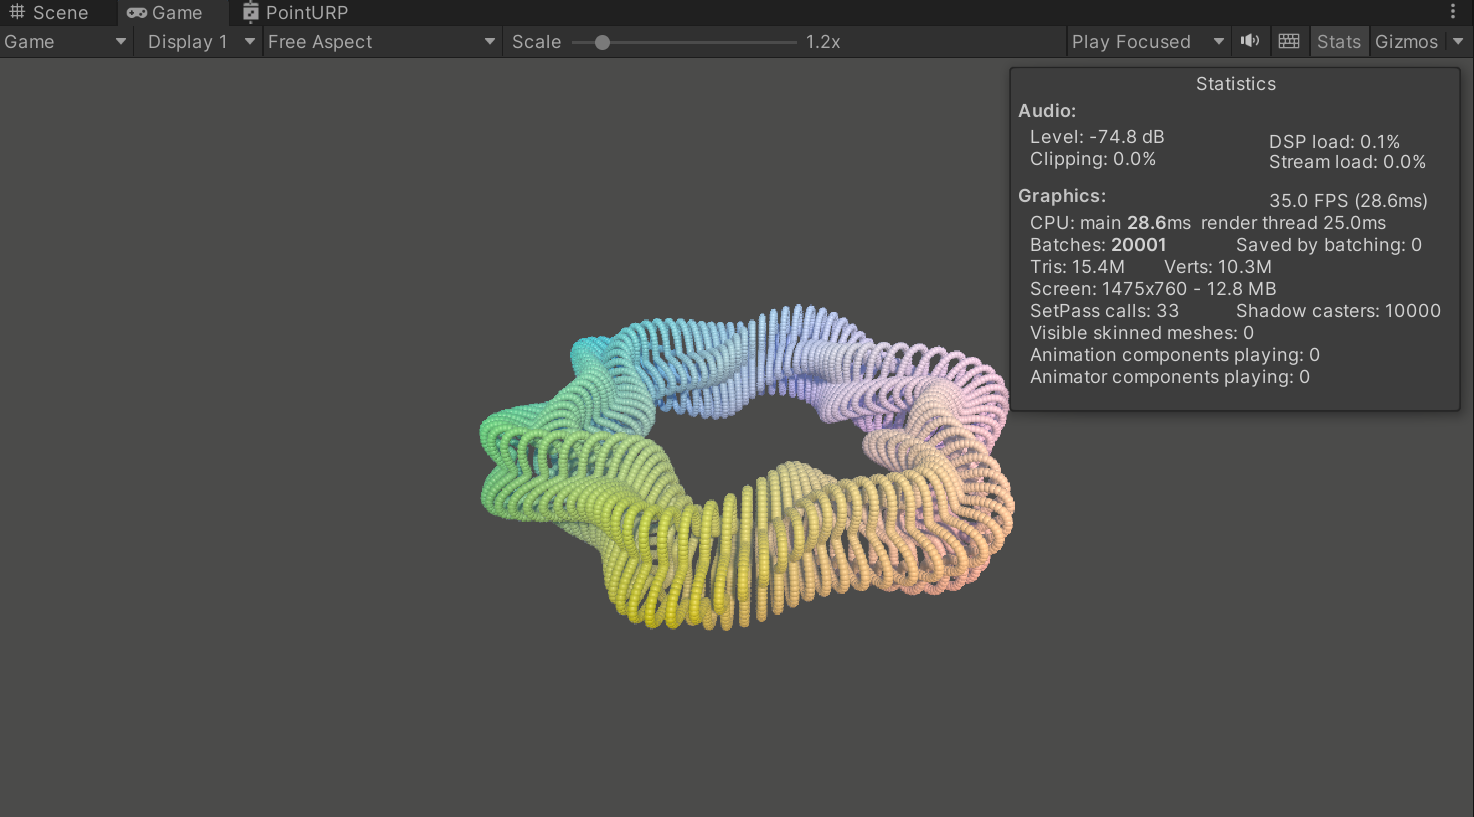 Scene Game PointURP
Game Display 1 Free Aspect Scale 1.2x Play Focused Stats Gizmos
Statistics
Audio:
Level: -74.8 dB DSP load: 0.1%
Clipping: 0.0% Stream load: 0.0%
Graphics: 35.0 FPS (28.6ms)
CPU: main 28.6ms render thread 25.0ms
Batches: 20001 Saved by batching: 0
Tris: 15.4M Verts: 10.3M
Screen: 1475x760 - 12.8 MB
SetPass calls: 33 Shadow casters: 10000
Visible skinned meshes: 0
Animation components playing: 0
Animator components playing: 0